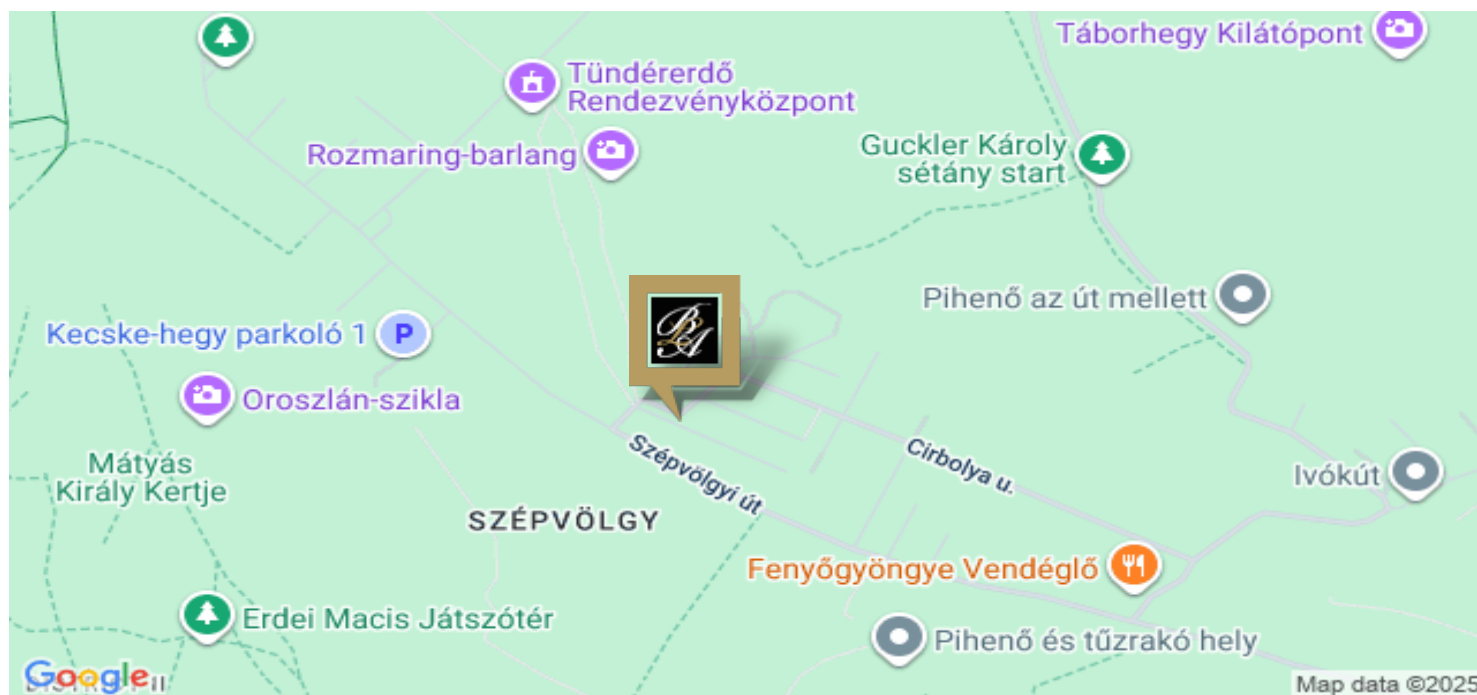 Táborhegy Kilátópont
Tündérerdő
Rendezvényközpont
Rozmaring-barlang
Guckler Károly
sétány start
Pihenő az út mellett
BA
Kecske-hegy parkoló 1
P
Oroszlán-szikla
Mátyás
Király Kertje
Cirbolya u.
Szépvölgyi út
Ivókút
SZÉPVÖLGY
Fenyőgyöngye Vendéglő
Erdei Macis Játszótér
Pihenő és tűzrakó hely
Google
Map data ©2025